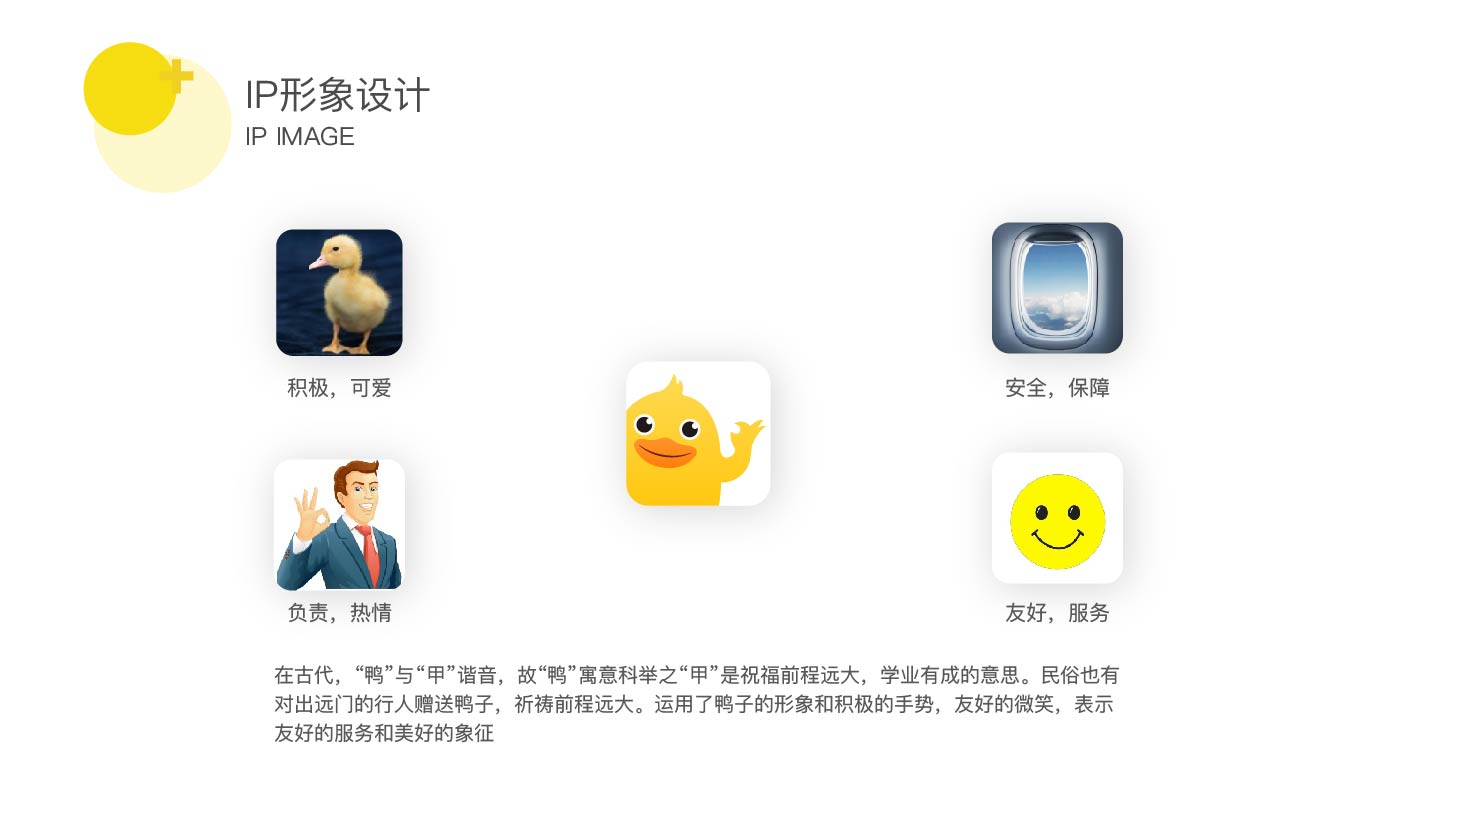 IP形象设计
IP IMAGE
积极，可爱
安全，保障
负责，热情
友好，服务
在古代，“鸭”与“甲”谐音，故“鸭”寓意科举之“甲”是祝福前程远大，学业有成的意思。民俗也有
对出远门的行人赠送鸭子，祈祷前程远大。运用了鸭子的形象和积极的手势，友好的微笑，表示
友好的服务和美好的象征